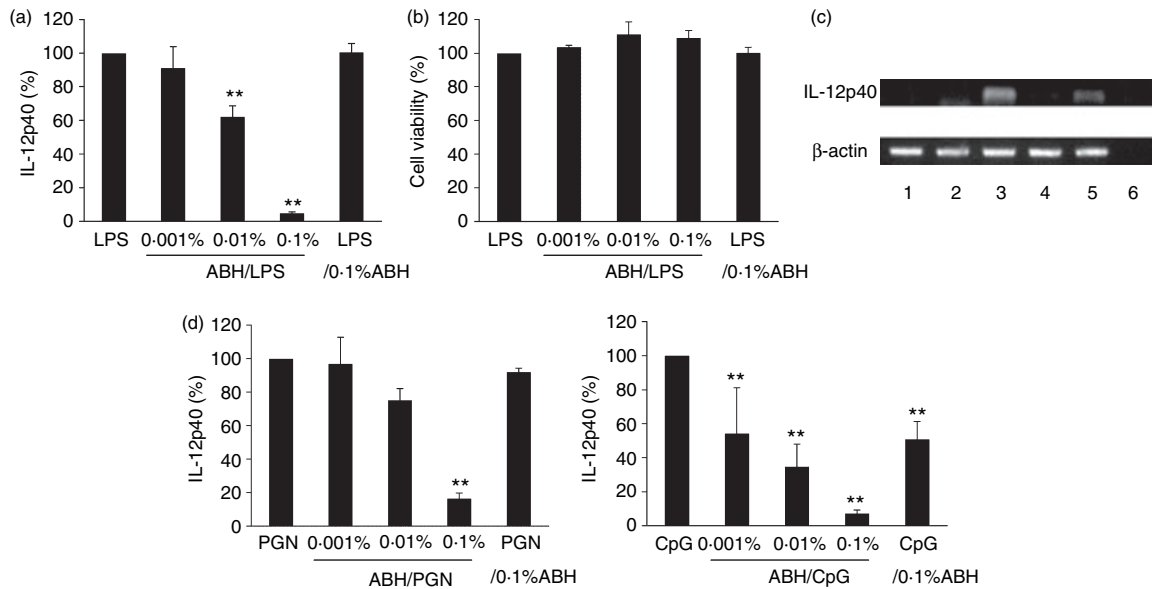 (a)
120
100
80
60
40
20
0
IL-12p40 (%)
**
**
LPS 0·001% 0·01% 0·1% LPS
ABH/LPS /0·1%ABH
(b)
120
100
80
60
40
20
0
Cell viability (%)
LPS 0·001% 0·01% 0·1% LPS
ABH/LPS /0·1%ABH
(c)
IL-12p40
β-actin
1 2 3 4 5 6
(d)
120
100
80
60
40
20
0
IL-12p40 (%)
**
PGN 0·001% 0·01% 0·1% PGN
ABH/PGN /0·1%ABH
120
100
80
60
40
20
0
IL-12p40 (%)
**
**
**
**
CpG 0·001% 0·01% 0·1% CpG
ABH/CpG /0·1%ABH